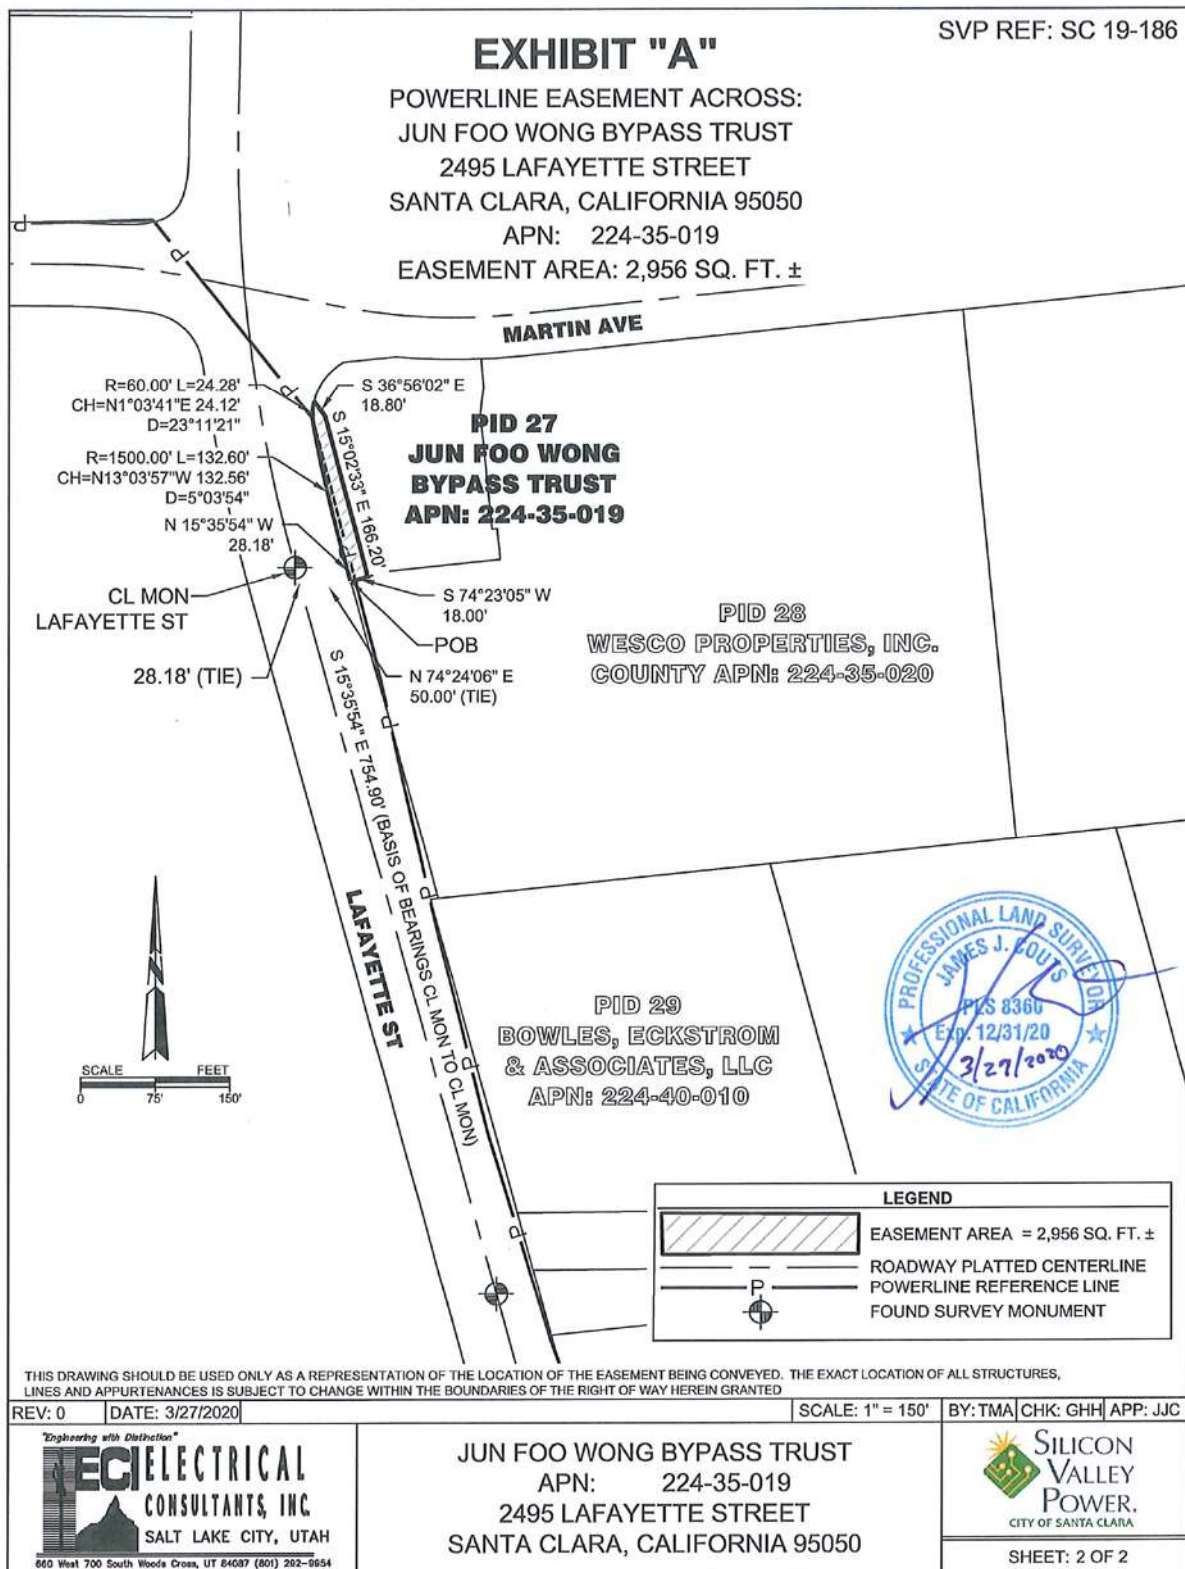 SVP REF: SC 19-186
EXHIBIT "A"
POWERLINE EASEMENT ACROSS:
JUN FOO WONG BYPASS TRUST
2495 LAFAYETTE STREET
SANTA CLARA, CALIFORNIA 95050
APN: 224-35-019
EASEMENT AREA: 2,956 SQ. FT. ±
P
P
P
MARTIN AVE
R=60.00' L=24.28'
CH=N1°03'41"E 24.12'
D=23°11'21"
S 36°56'02" E
18.80'
S 15°02'33" E 166.20'
PID 27
JUN FOO WONG
BYPASS TRUST
APN: 224-35-019
R=1500.00' L=132.60'
CH=N13°03'57"W 132.56'
D=5°03'54"
N 15°35'54" W
28.18'
P
CL MON
LAFAYETTE ST
S 74°23'05" W
18.00'
POB
28.18' (TIE)
N 74°24'06" E
50.00' (TIE)
PID 28
WESCO PROPERTIES, INC.
COUNTY APN: 224-35-020
S 15°35'54" E 754.90' (BASIS OF BEARINGS CL MON TO CL MON)
P
P
LAFAYETTE ST
N
SCALE FEET
0 75' 150'
PID 29
BOWLES, ECKSTROM
& ASSOCIATES, LLC
APN: 224-40-010
P
P
PROFESSIONAL LAND SURVEYOR
JAMES J. COUTS
PLS 8360
Exp. 12/31/20
3/27/2020
STATE OF CALIFORNIA
LEGEND
EASEMENT AREA = 2,956 SQ. FT. ±
ROADWAY PLATTED CENTERLINE
P POWERLINE REFERENCE LINE
FOUND SURVEY MONUMENT
THIS DRAWING SHOULD BE USED ONLY AS A REPRESENTATION OF THE LOCATION OF THE EASEMENT BEING CONVEYED. THE EXACT LOCATION OF ALL STRUCTURES,
LINES AND APPURTENANCES IS SUBJECT TO CHANGE WITHIN THE BOUNDARIES OF THE RIGHT OF WAY HEREIN GRANTED
REV: 0 DATE: 3/27/2020 SCALE: 1" = 150' BY: TMA CHK: GHH APP: JJC
"Engineering with Distinction"
ECI ELECTRICAL
CONSULTANTS, INC.
SALT LAKE CITY, UTAH
660 West 700 South Woods Cross, UT 84087 (801) 292-9954
JUN FOO WONG BYPASS TRUST
APN: 224-35-019
2495 LAFAYETTE STREET
SANTA CLARA, CALIFORNIA 95050
SILICON
VALLEY
POWER.
CITY OF SANTA CLARA
SHEET: 2 OF 2